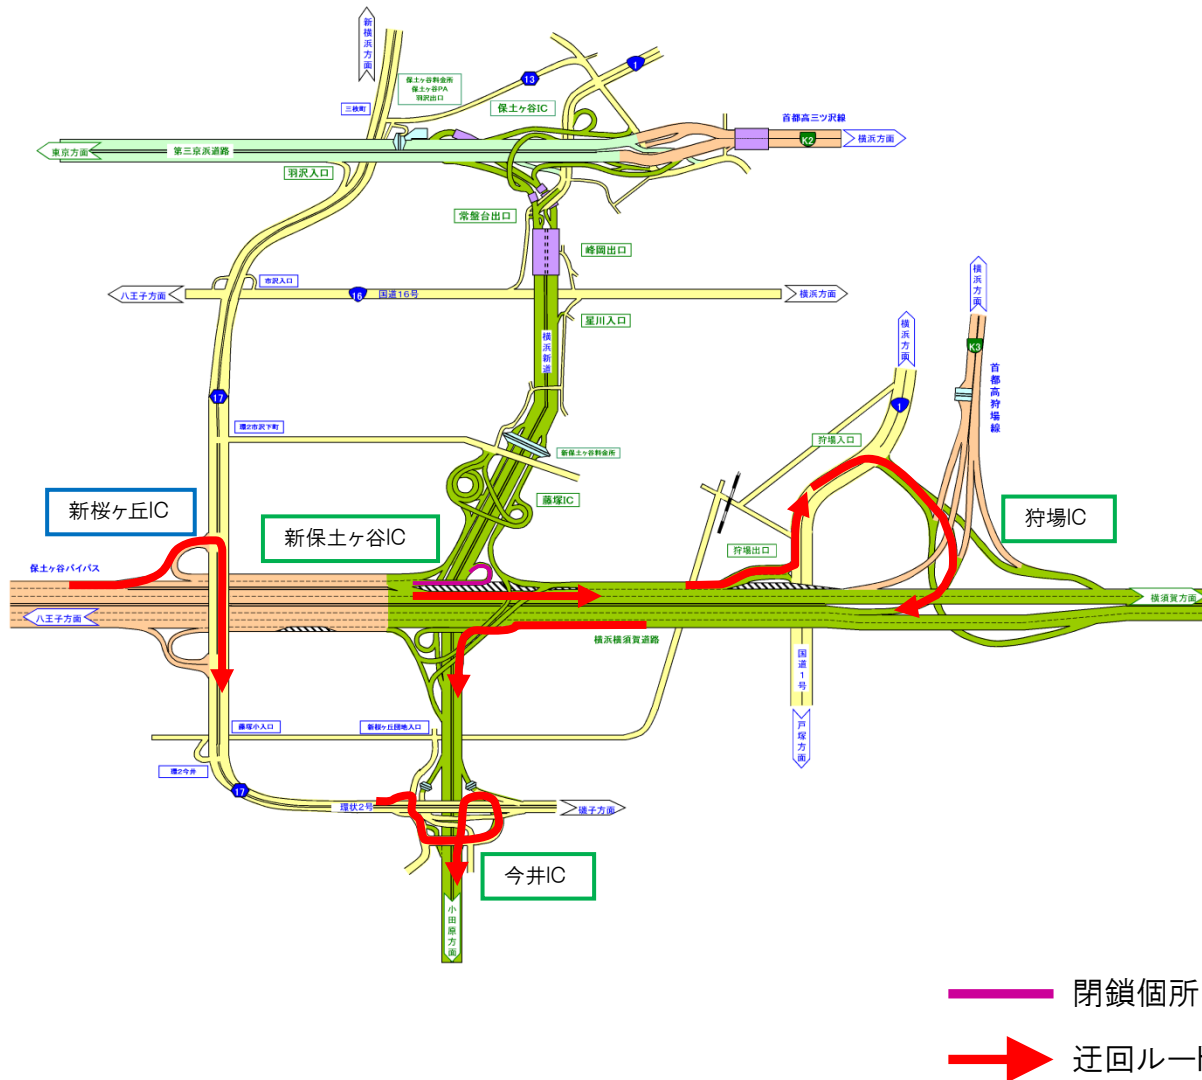 新横浜方面
保土ヶ谷料金所
保土ヶ谷PA
羽沢出口
13
1
三枚町
保土ヶ谷IC
首都高三ツ沢線
K2
横浜方面
東京方面
第三京浜道路
羽沢入口
常盤台出口
峰岡出口
市沢入口
八王子方面
16
国道16号
横浜方面
星川入口
横浜新道
横浜方面
横浜方面
K3
首都高狩場線
17
1
環2市沢下町
狩場入口
新保土ヶ谷料金所
藤塚IC
新桜ヶ丘IC
新保土ヶ谷IC
狩場IC
狩場出口
保土ヶ谷バイパス
横須賀方面
八王子方面
横浜横須賀道路
国道1号
藤塚小入口
新桜ヶ丘団地入口
戸塚方面
環2今井
17
環状2号
磯子方面
今井IC
小田原方面
閉鎖個所
迂回ルー